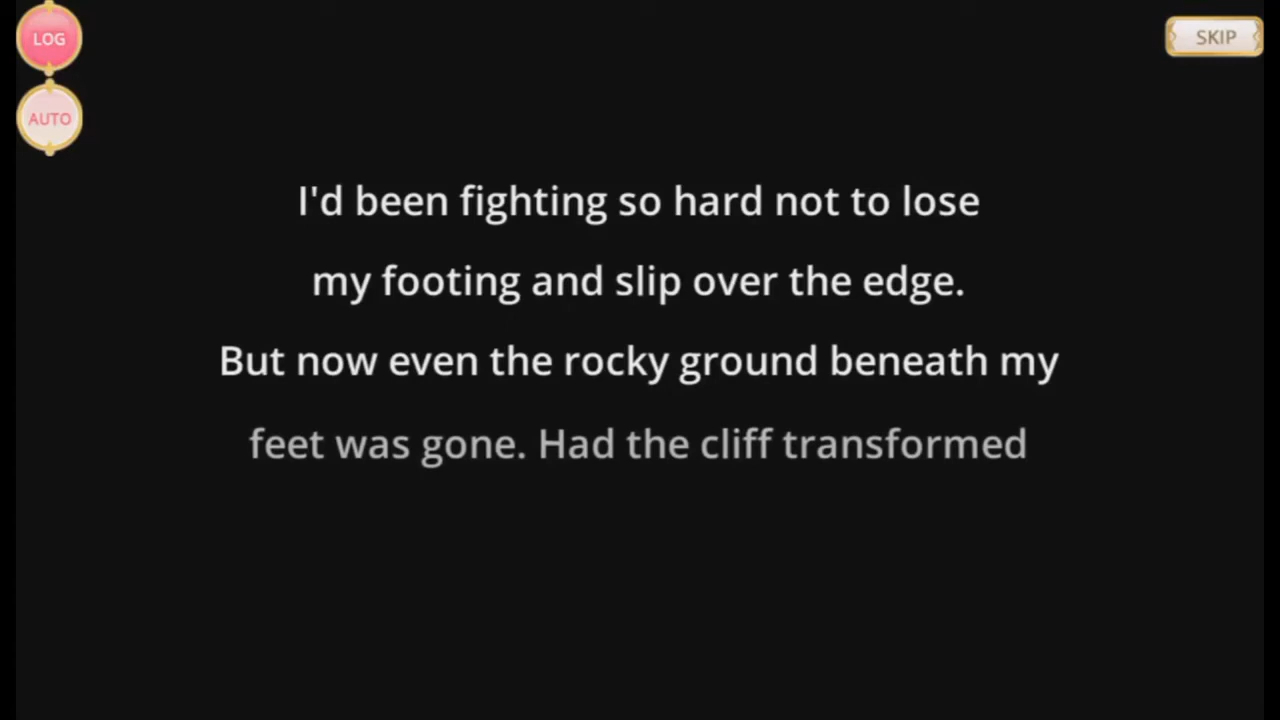 LOG
SKIP
AUTO
I'd been fighting so hard not to lose
my footing and slip over the edge.
But now even the rocky ground beneath my
feet was gone. Had the cliff transformed